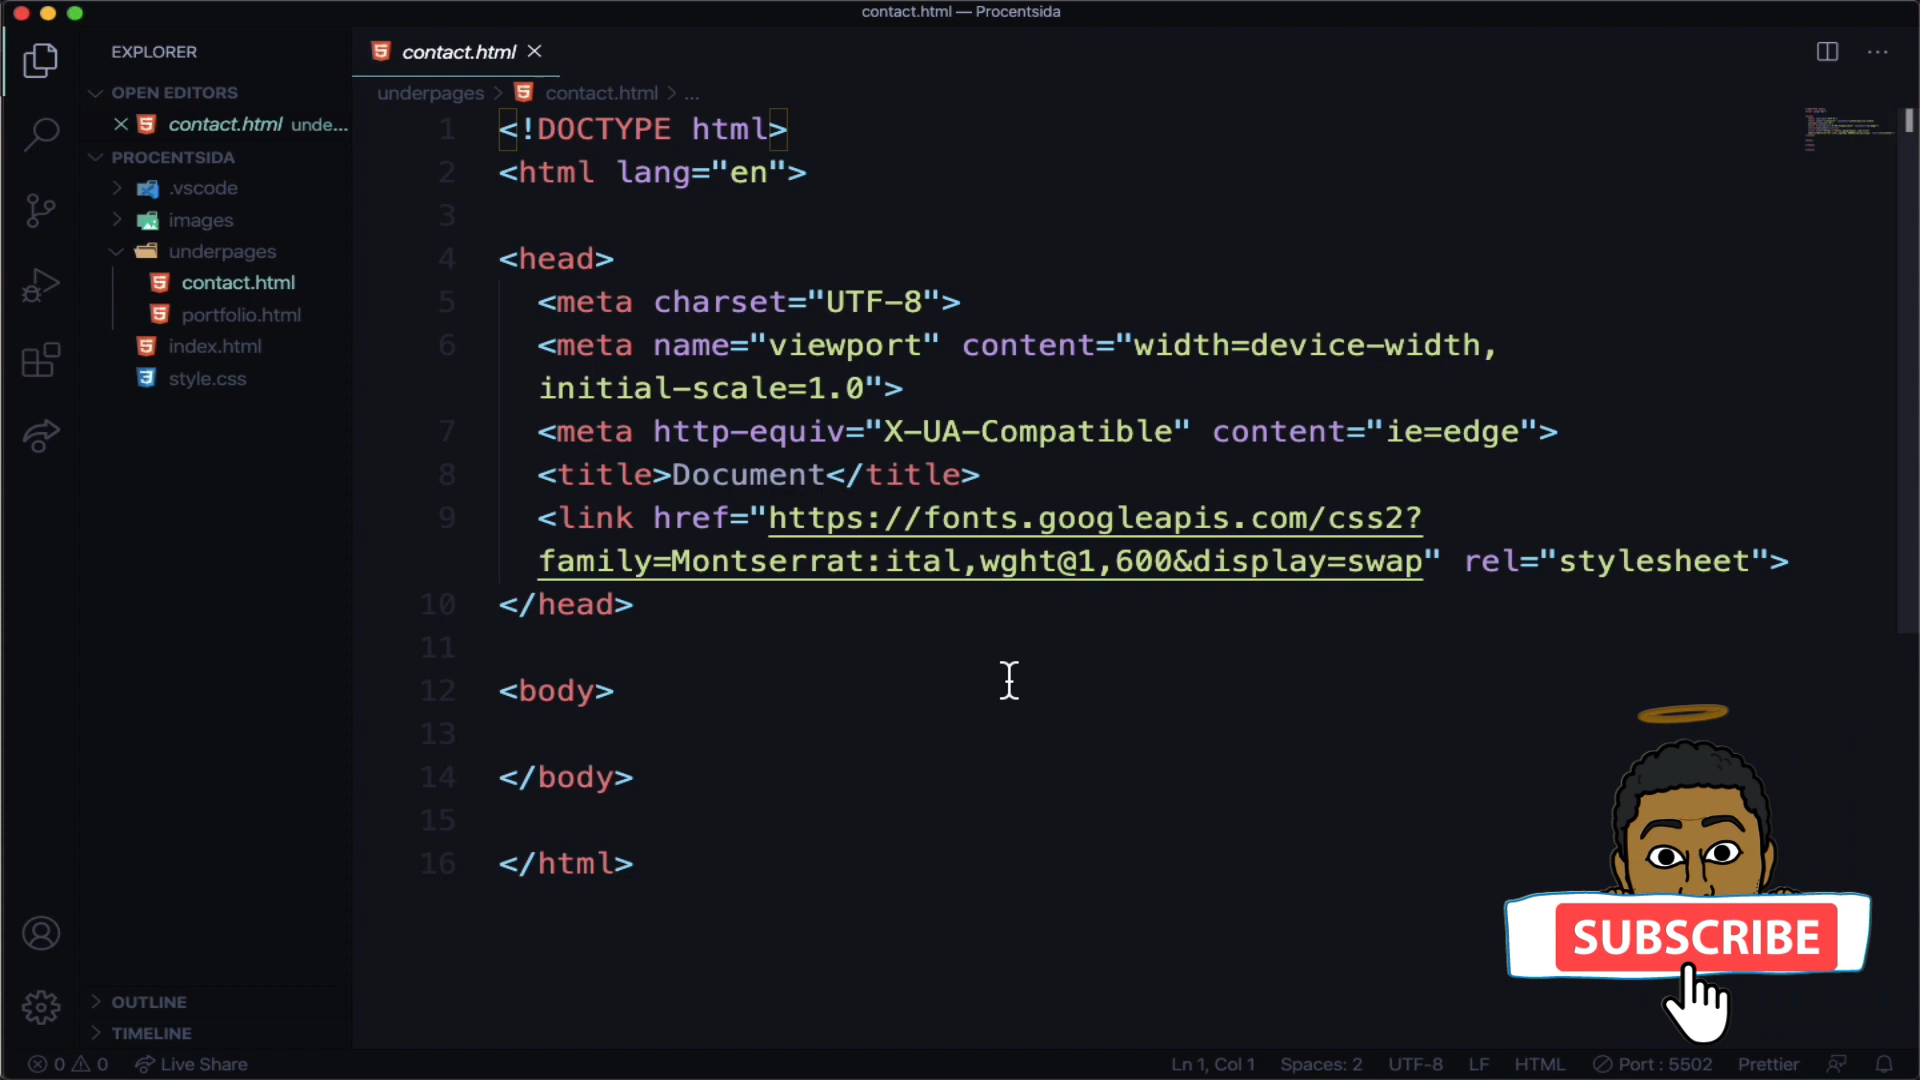 contact.html — Procentsida
EXPLORER
OPEN EDITORS
contact.html unde...
PROCENTSIDA
.vscode
images
underpages
contact.html
portfolio.html
index.html
style.css
OUTLINE
TIMELINE
contact.html
underpages > contact.html > ...
1 <!DOCTYPE html>
2 <html lang="en">
3
4 <head>
5 <meta charset="UTF-8">
6 <meta name="viewport" content="width=device-width,
initial-scale=1.0">
7 <meta http-equiv="X-UA-Compatible" content="ie=edge">
8 <title>Document</title>
9 <link href="https://fonts.googleapis.com/css2?
family=Montserrat:ital,wght@1,600&display=swap" rel="stylesheet">
10 </head>
11
12 <body>
13
14 </body>
15
16 </html>
SUBSCRIBE
0 0 Live Share Ln 1, Col 1 Spaces: 2 UTF-8 LF HTML Port : 5502 Prettier